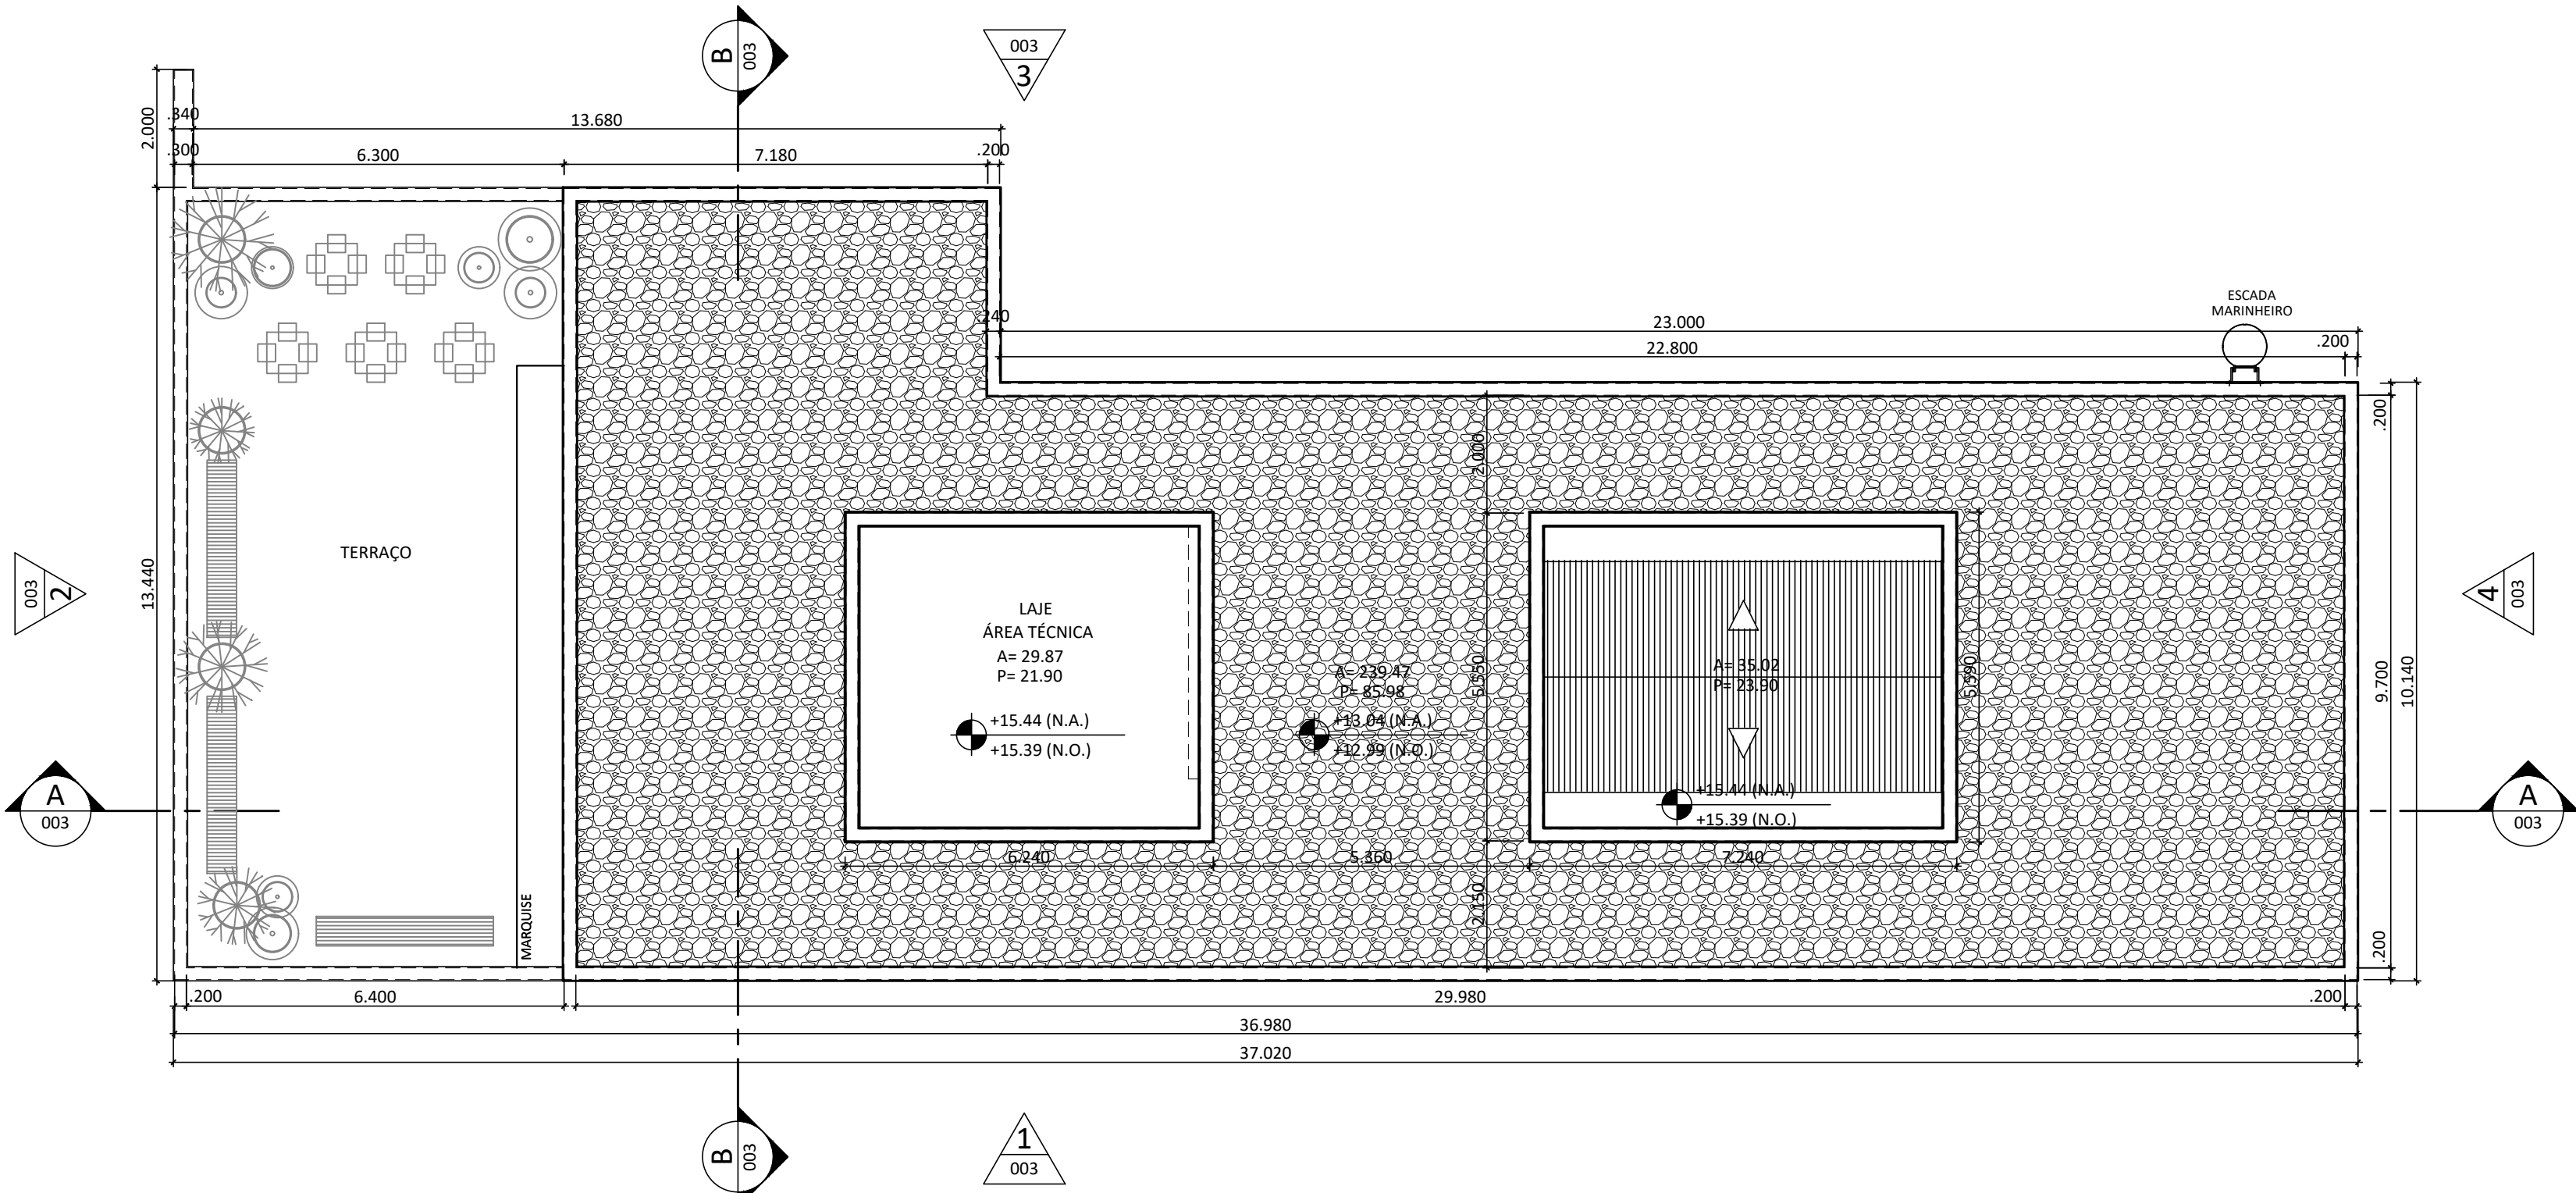 B
003
003
3
2.000
.340
13.680
.300
6.300
7.180
.200
ESCADA
MARINHEIRO
.240
23.000
22.800
.200
.200
2.000
TERRAÇO
13.440
003
2
4
003
LAJE
ÁREA TÉCNICA
A= 29.87
P= 21.90
+15.44 (N.A.)
+15.39 (N.O.)
A= 239.47
P= 85.98
+13.04 (N.A.)
+12.99 (N.O.)
5.550
A= 35.02
P= 23.90
5.590
+15.44 (N.A.)
+15.39 (N.O.)
9.700
10.140
A
003
A
003
6.240
5.360
7.240
2.150
MARQUISE
.200
.200
6.400
29.980
.200
36.980
37.020
B
003
1
003